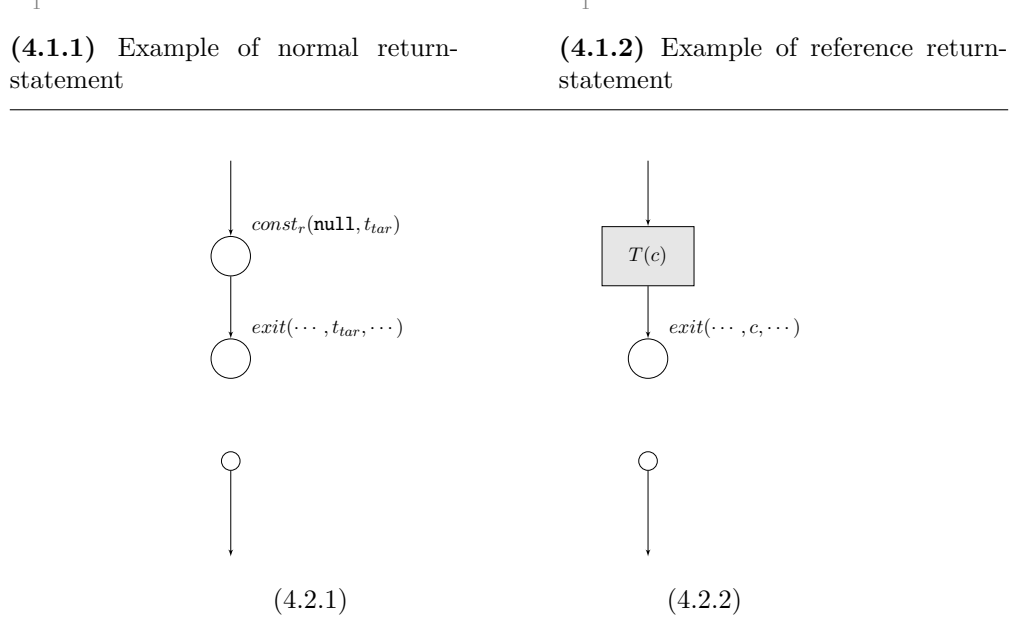 (4.1.1) Example of normal return-
statement
(4.1.2) Example of reference return-
statement
const_r(null, t_tar)
exit(··· , t_tar, ···)
T(c)
exit(··· , c, ···)
(4.2.1)
(4.2.2)